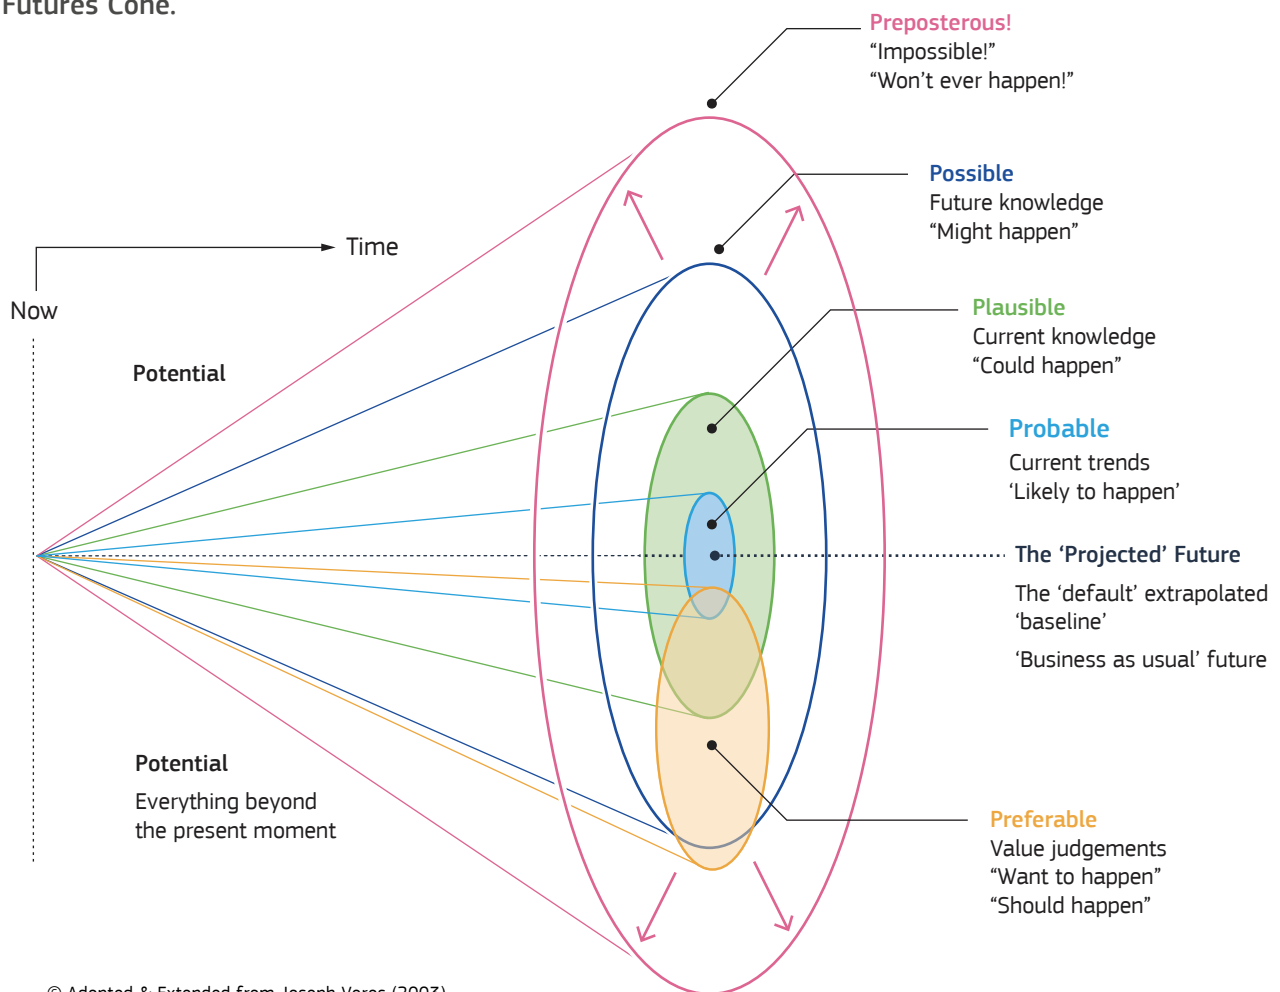 Futures Cone.
Preposterous!
“Impossible!”
“Won’t ever happen!”
Possible
Future knowledge
“Might happen”
Time
Now
Plausible
Current knowledge
“Could happen”
Potential
Probable
Current trends
‘Likely to happen’
The ‘Projected’ Future
The ‘default’ extrapolated
‘baseline’
‘Business as usual’ future
Potential
Everything beyond
the present moment
Preferable
Value judgements
“Want to happen”
“Should happen”
© Adopted & Extended from Joseph Voros (2003)